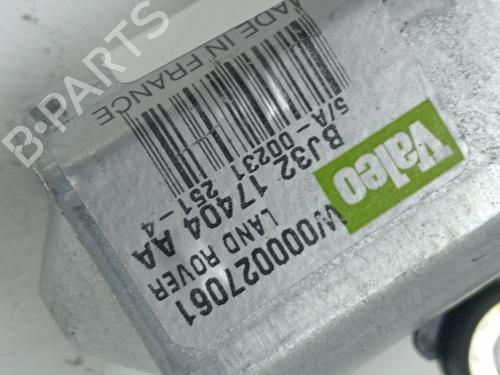 MADE IN FRANCE
5/A-00231 251-4
BJ32 17404 AA
LAND ROVER
W000027061
Valeo
B-PARTS